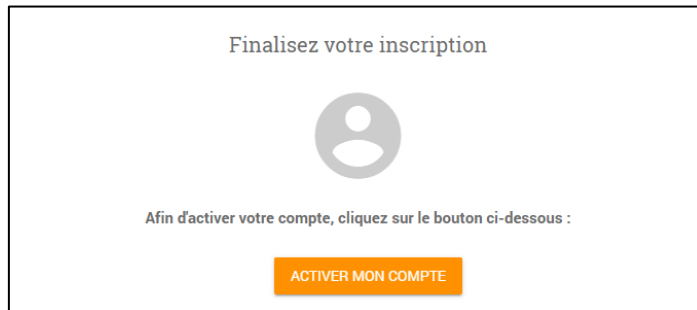 Finalisez votre inscription
Afin d'activer votre compte, cliquez sur le bouton ci-dessous :
ACTIVER MON COMPTE